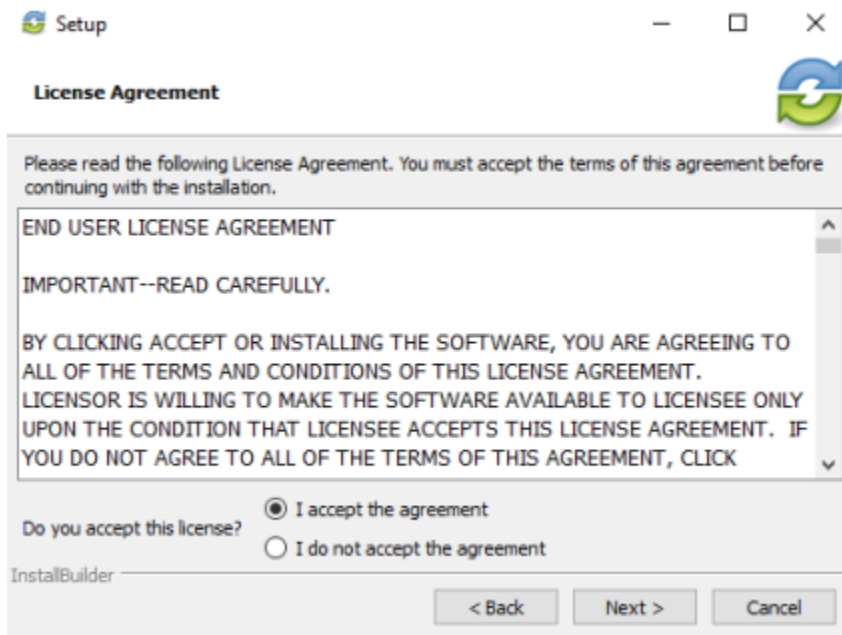 Setup
License Agreement
Please read the following License Agreement. You must accept the terms of this agreement before
continuing with the installation.
END USER LICENSE AGREEMENT
IMPORTANT--READ CAREFULLY.
BY CLICKING ACCEPT OR INSTALLING THE SOFTWARE, YOU ARE AGREEING TO
ALL OF THE TERMS AND CONDITIONS OF THIS LICENSE AGREEMENT.
LICENSOR IS WILLING TO MAKE THE SOFTWARE AVAILABLE TO LICENSEE ONLY
UPON THE CONDITION THAT LICENSEE ACCEPTS THIS LICENSE AGREEMENT.  IF
YOU DO NOT AGREE TO ALL OF THE TERMS OF THIS AGREEMENT, CLICK
Do you accept this license?
I accept the agreement
I do not accept the agreement
InstallBuilder
< Back
Next >
Cancel